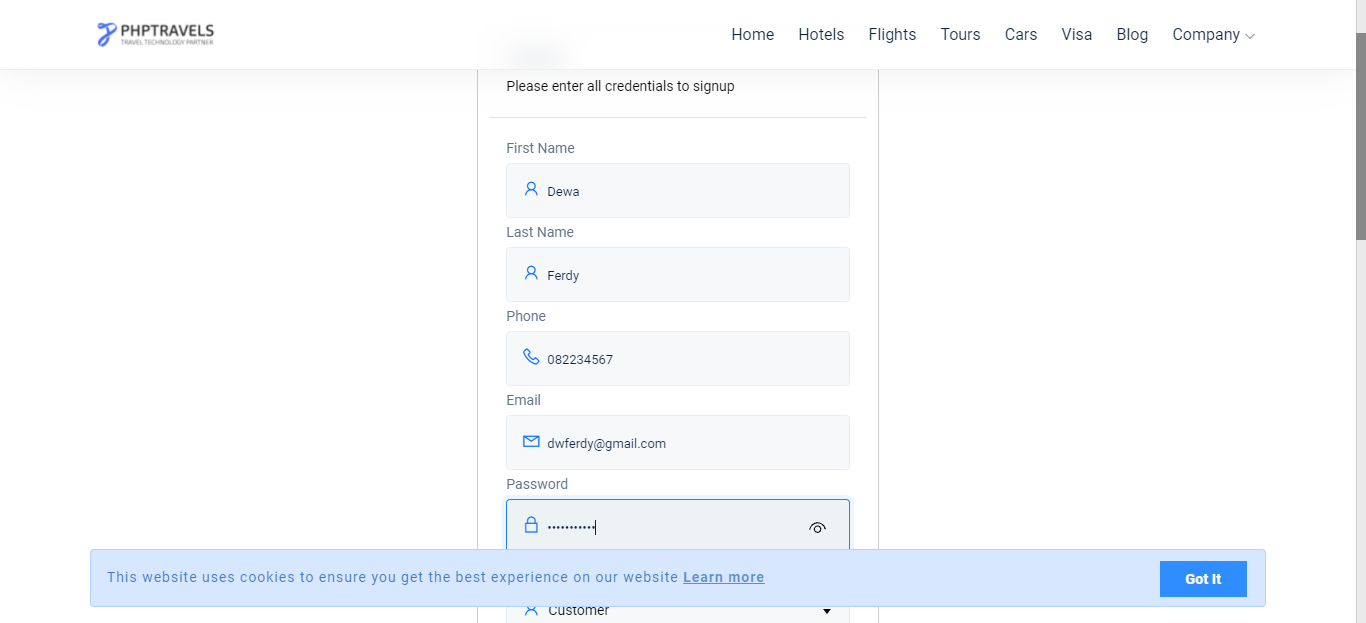 PHPTRAVELS
TRAVEL TECHNOLOGY PARTNER
Home Hotels Flights Tours Cars Visa Blog Company
Please enter all credentials to signup
First Name
Dewa
Last Name
Ferdy
Phone
082234567
Email
dwferdy@gmail.com
Password
•••••••••••
This website uses cookies to ensure you get the best experience on our website Learn more
Got It
Customer